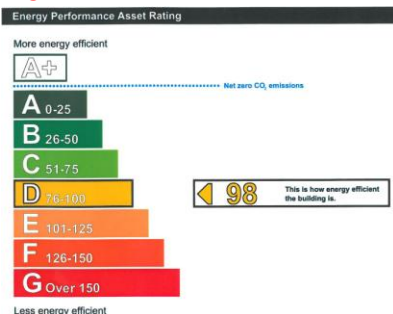 Energy Performance Asset Rating
More energy efficient
A+
Net zero CO₂ emissions
A 0-25
B 26-50
C 51-75
D 76-100
98 This is how energy efficient
the building is.
E 101-125
F 126-150
G Over 150
Less energy efficient